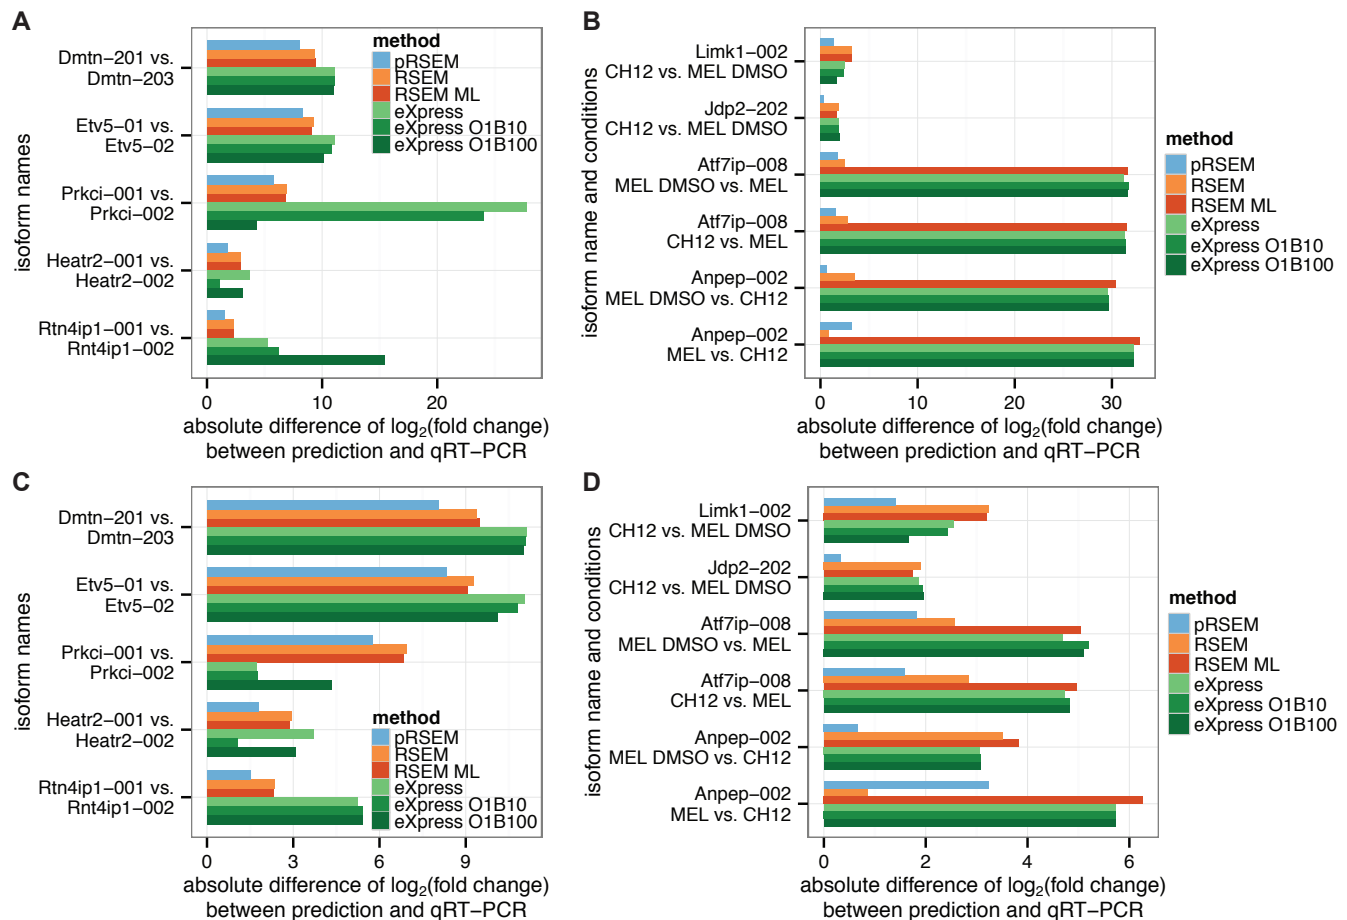 A
isoform names
Dmtn−201 vs.
Dmtn−203
Etv5−01 vs.
Etv5−02
Prkci−001 vs.
Prkci−002
Heatr2−001 vs.
Heatr2−002
Rtn4ip1−001 vs.
Rnt4ip1−002
method
pRSEM
RSEM
RSEM ML
eXpress
eXpress O1B10
eXpress O1B100
0 10 20
absolute difference of log2(fold change)
between prediction and qRT−PCR
B
isoform name and conditions
Limk1−002
CH12 vs. MEL DMSO
Jdp2−202
CH12 vs. MEL DMSO
Atf7ip−008
MEL DMSO vs. MEL
Atf7ip−008
CH12 vs. MEL
Anpep−002
MEL DMSO vs. CH12
Anpep−002
MEL vs. CH12
method
pRSEM
RSEM
RSEM ML
eXpress
eXpress O1B10
eXpress O1B100
0 10 20 30
absolute difference of log2(fold change)
between prediction and qRT−PCR
C
isoform names
Dmtn−201 vs.
Dmtn−203
Etv5−01 vs.
Etv5−02
Prkci−001 vs.
Prkci−002
Heatr2−001 vs.
Heatr2−002
Rtn4ip1−001 vs.
Rnt4ip1−002
method
pRSEM
RSEM
RSEM ML
eXpress
eXpress O1B10
eXpress O1B100
0 3 6 9
absolute difference of log2(fold change)
between prediction and qRT−PCR
D
isoform name and conditions
Limk1−002
CH12 vs. MEL DMSO
Jdp2−202
CH12 vs. MEL DMSO
Atf7ip−008
MEL DMSO vs. MEL
Atf7ip−008
CH12 vs. MEL
Anpep−002
MEL DMSO vs. CH12
Anpep−002
MEL vs. CH12
method
pRSEM
RSEM
RSEM ML
eXpress
eXpress O1B10
eXpress O1B100
0 2 4 6
absolute difference of log2(fold change)
between prediction and qRT−PCR